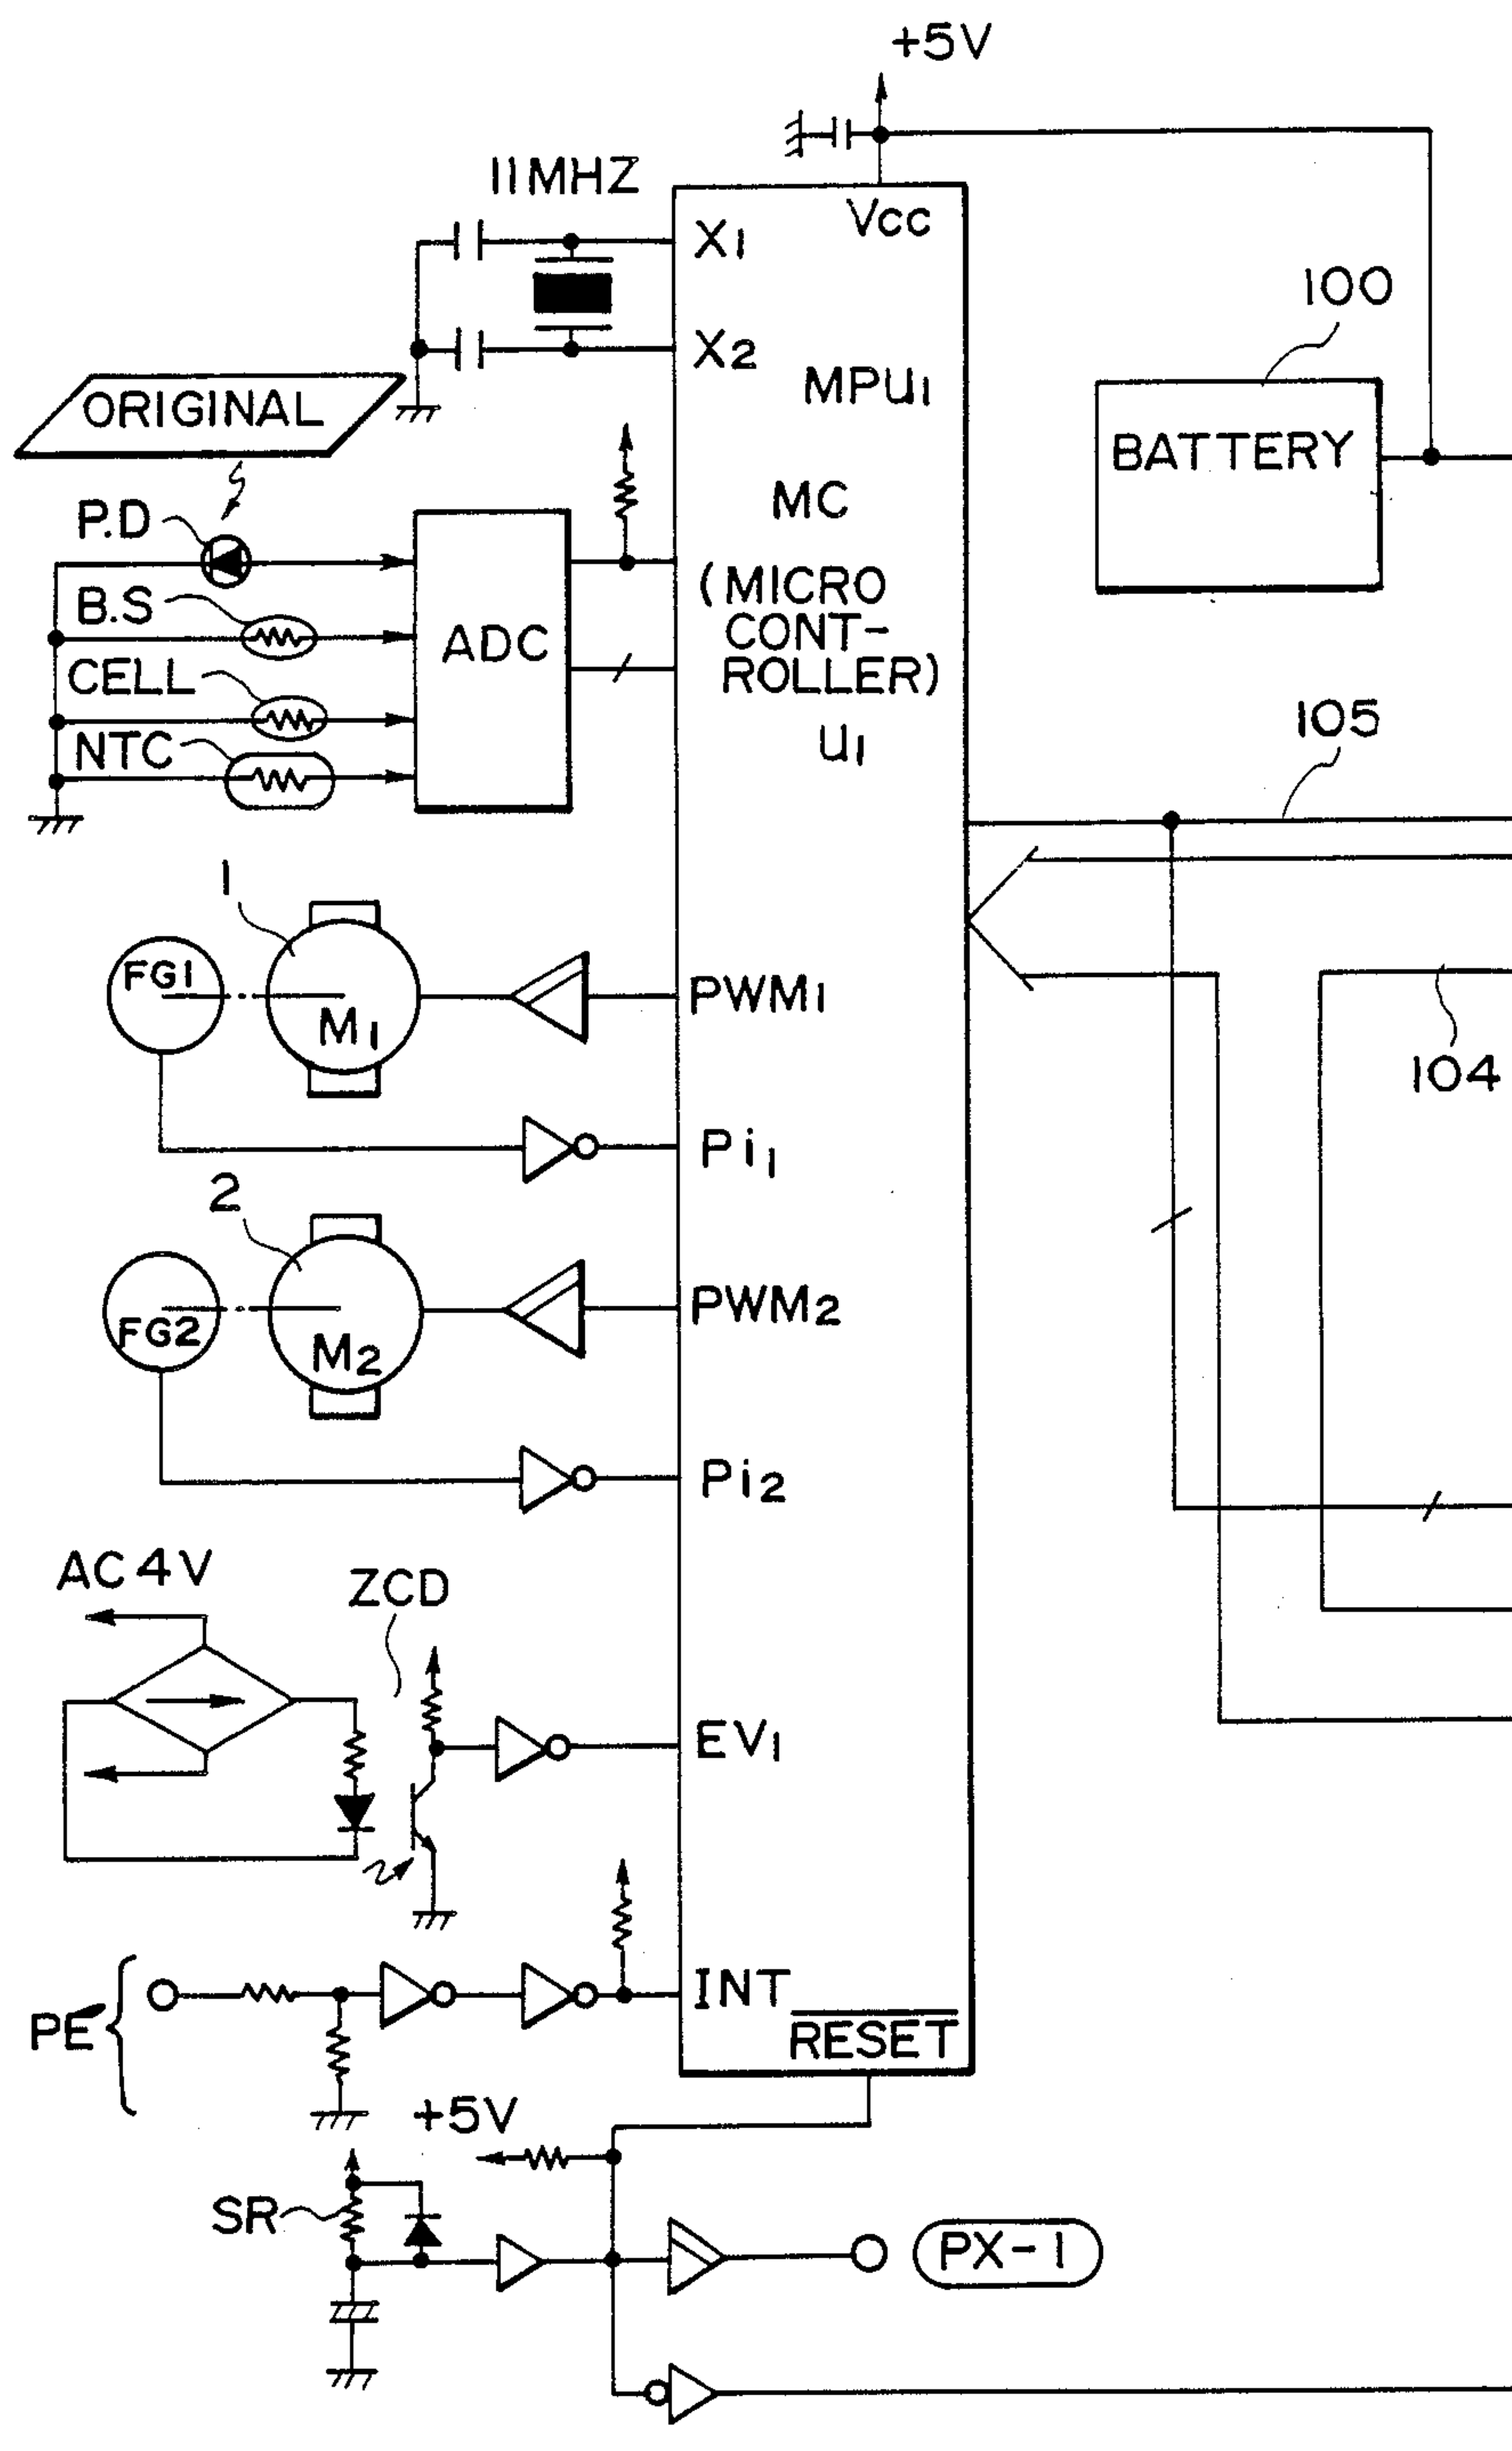 +5V
11MHZ
X1
Vcc
X2
MPU1
100
ORIGINAL
BATTERY
MC
P.D
(MICRO
B.S
CONT-
ADC
CELL
ROLLER)
105
NTC
U1
1
FG1
M1
PWM1
104
Pi1
2
PWM2
FG2
M2
Pi2
AC4V
ZCD
EV1
INT
PE
RESET
+5V
SR
PX-1